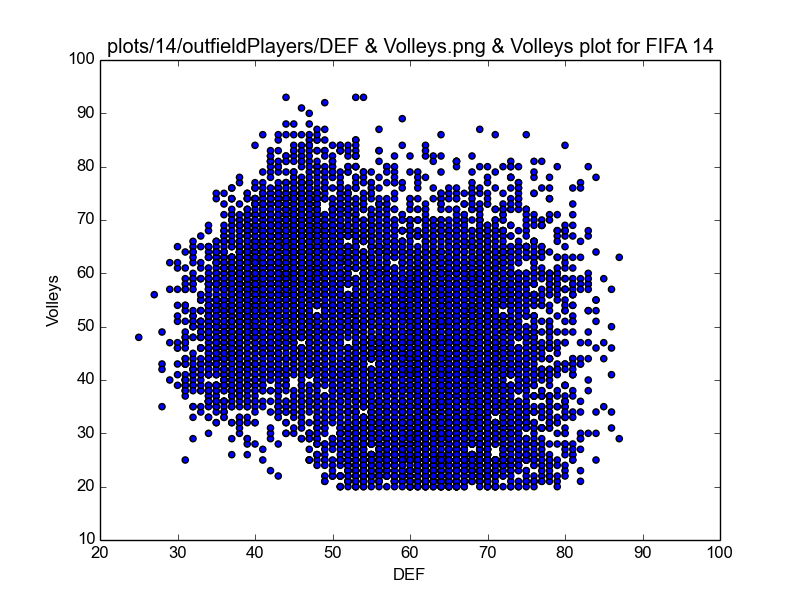 plots/14/outfieldPlayers/DEF & Volleys.png & Volleys plot for FIFA 14
100
90
80
70
60
50
40
30
20
10
Volleys
20 30 40 50 60 70 80 90 100
DEF